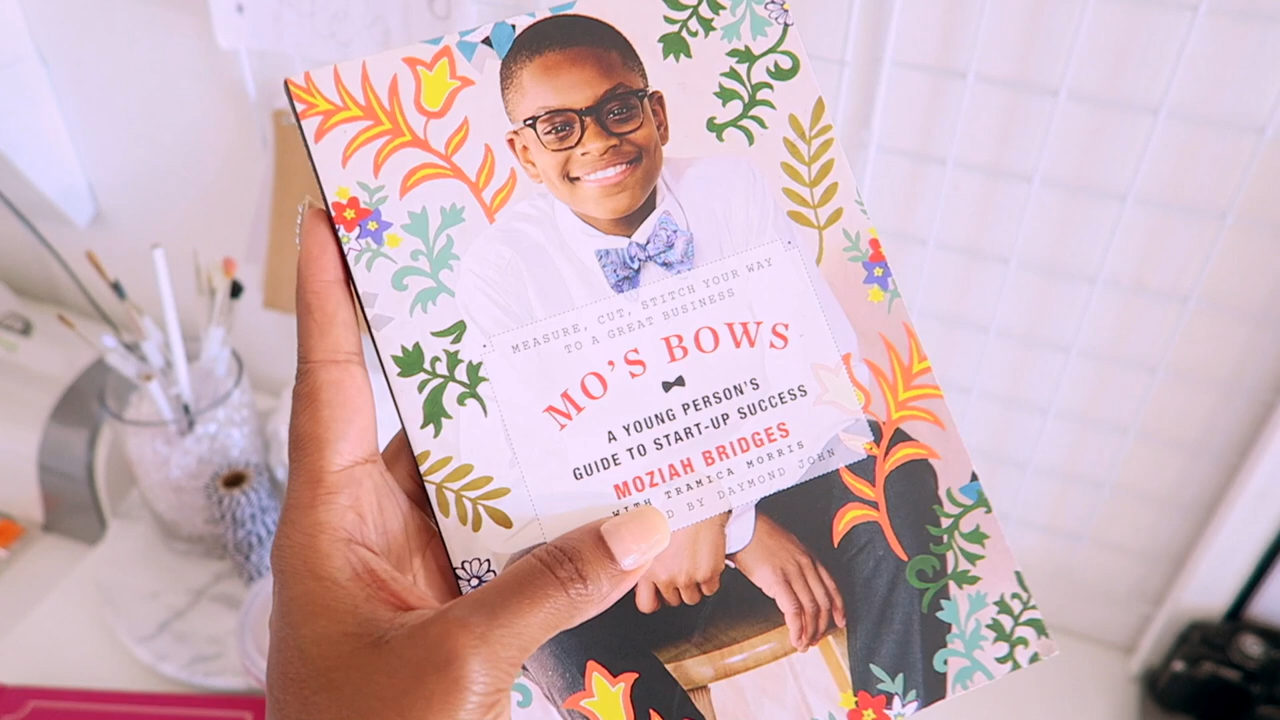 MEASURE, CUT, STITCH YOUR WAY
TO A GREAT BUSINESS
MO'S BOWS
A YOUNG PERSON'S
GUIDE TO START-UP SUCCESS
MOZIAH BRIDGES
WITH TRAMICA MORRIS
D BY DAYMOND JOHN